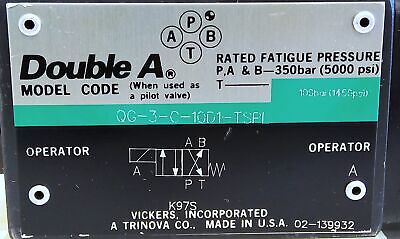 P
A B
T
Double A®
RATED FATIGUE PRESSURE
P,A & B—350bar (5000 psi)
MODEL CODE (When used as a pilot valve)
T
100bar(1450psi)
QG-3-C-10D1-TSPL
OPERATOR
OPERATOR
A B
A
P T
A
K97S
VICKERS, INCORPORATED
A TRINOVA CO., MADE IN U.S.A. 02-139932